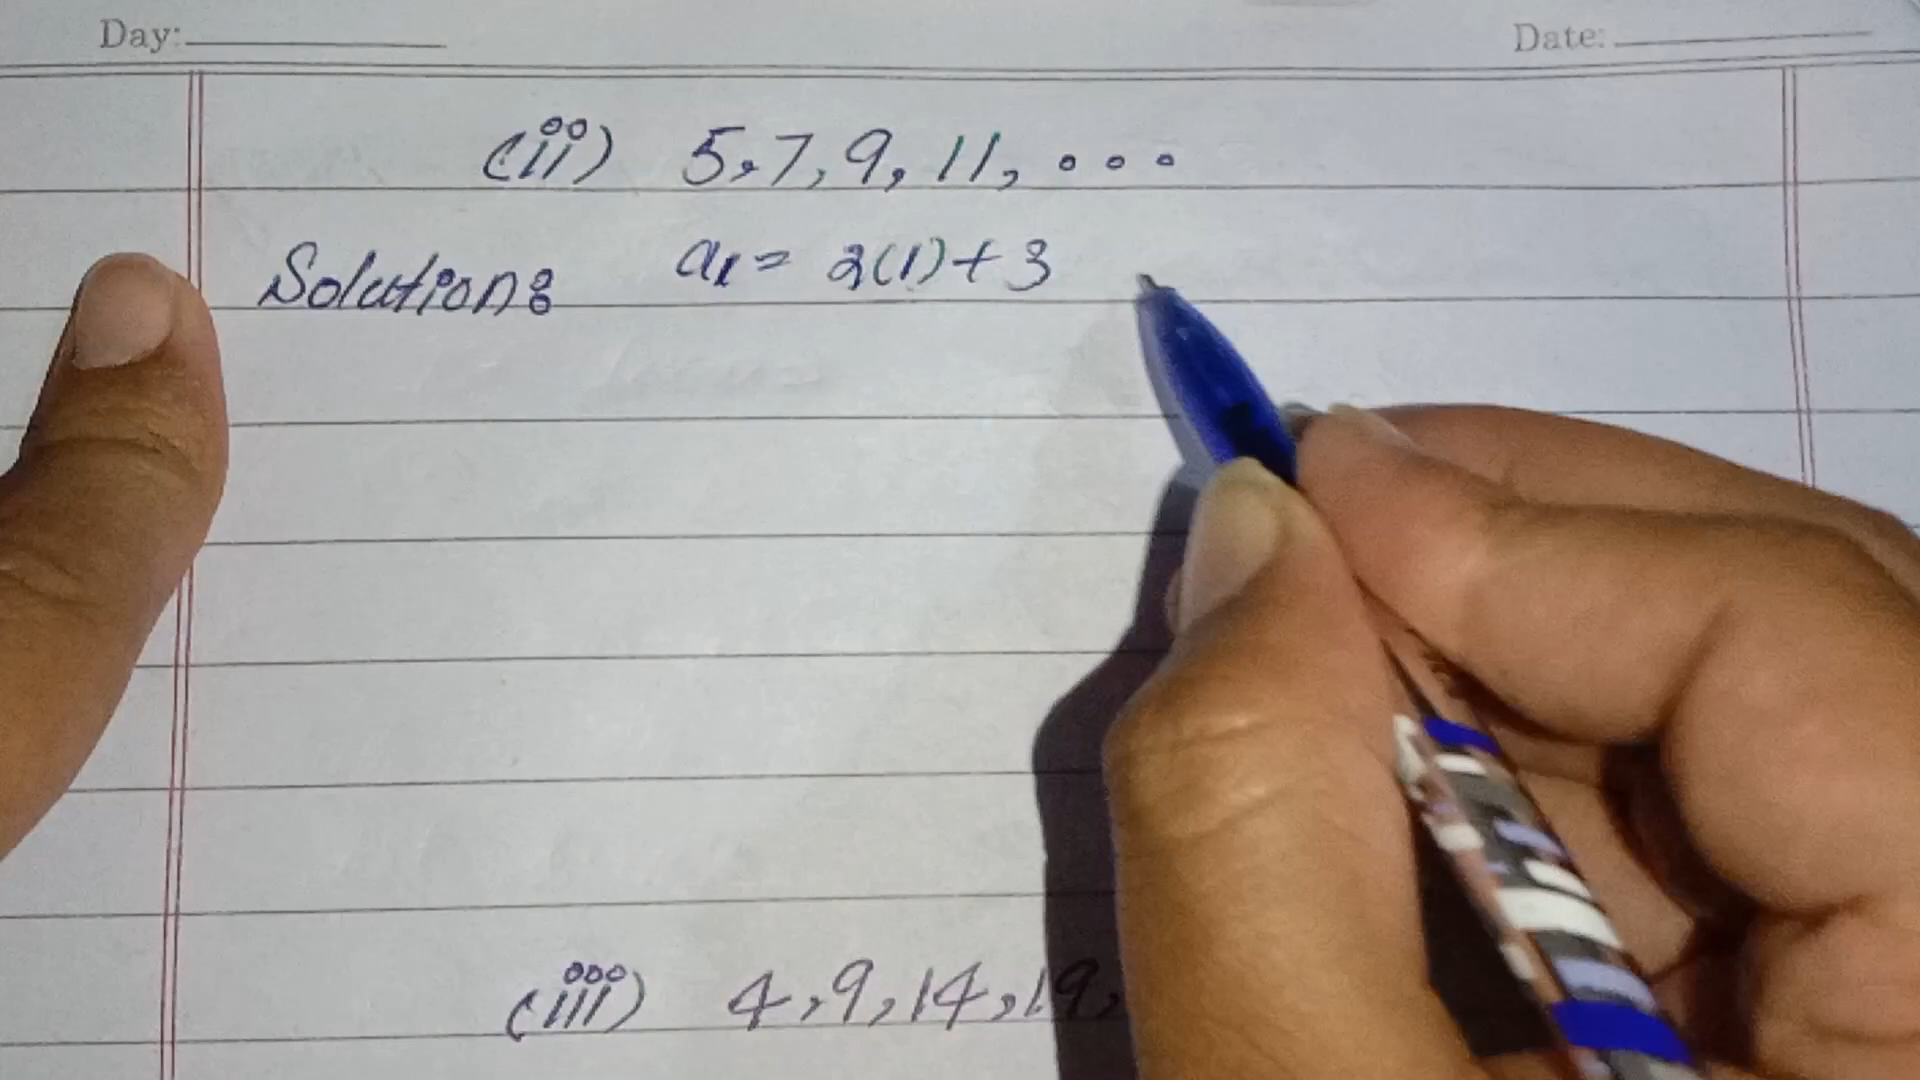 Day: Date:
(ii) 5, 7, 9, 11, ...
Solution: a₁ = 2(1) + 3
(iii) 4, 9, 14, 19,